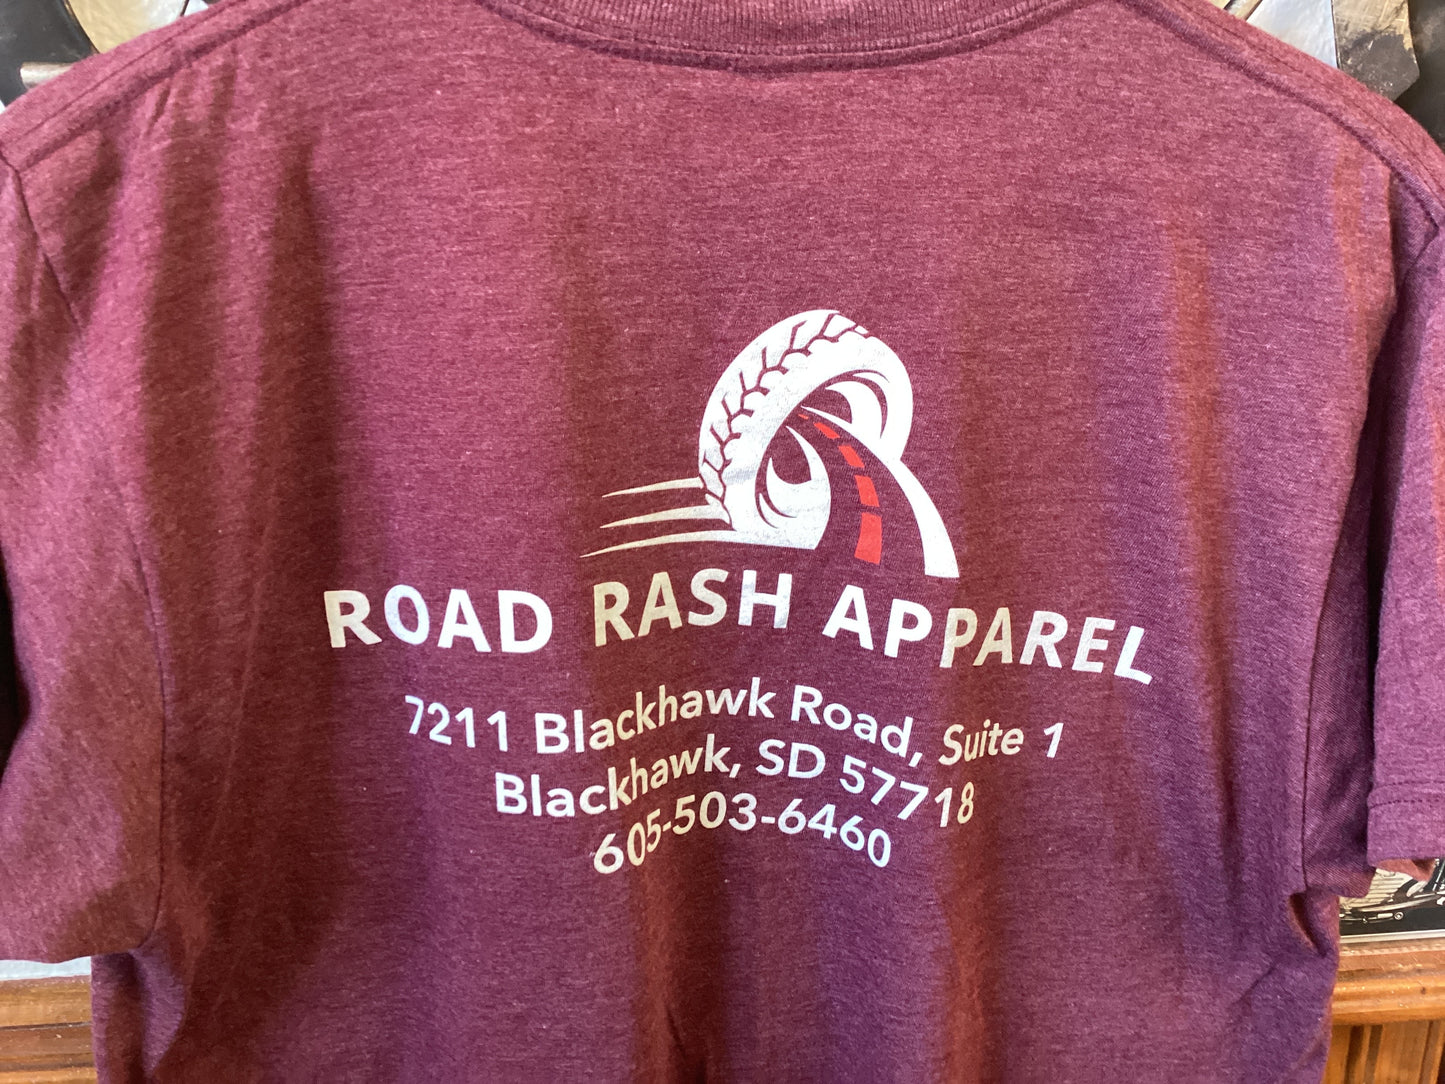 ROAD RASH APPAREL
7211 Blackhawk Road, Suite 1
Blackhawk, SD 57718
605-503-6460